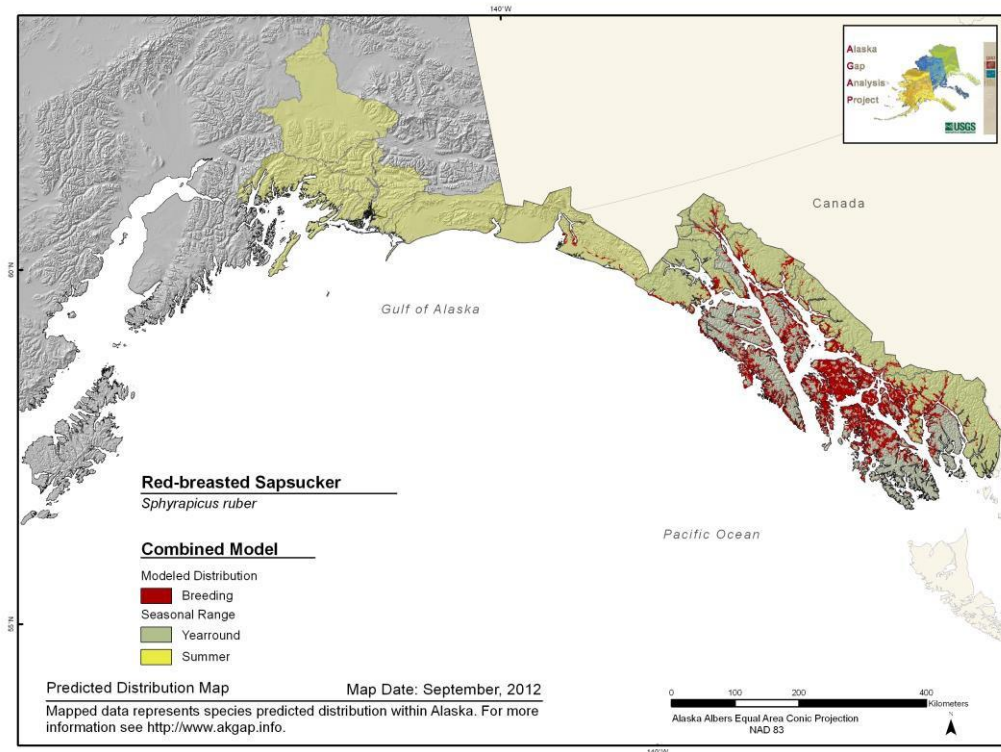 140°W
Alaska
Gap
Analysis
Project
USGS
Canada
60°N
Gulf of Alaska
Red-breasted Sapsucker
Sphyrapicus ruber
Pacific Ocean
Combined Model
Modeled Distribution
Breeding
Seasonal Range
Yearround
55°N
Summer
Predicted Distribution Map Map Date: September, 2012
Mapped data represents species predicted distribution within Alaska. For more
information see http://www.akgap.info.
0 100 200 400
Kilometers
Alaska Albers Equal Area Conic Projection
NAD 83
N
140°W